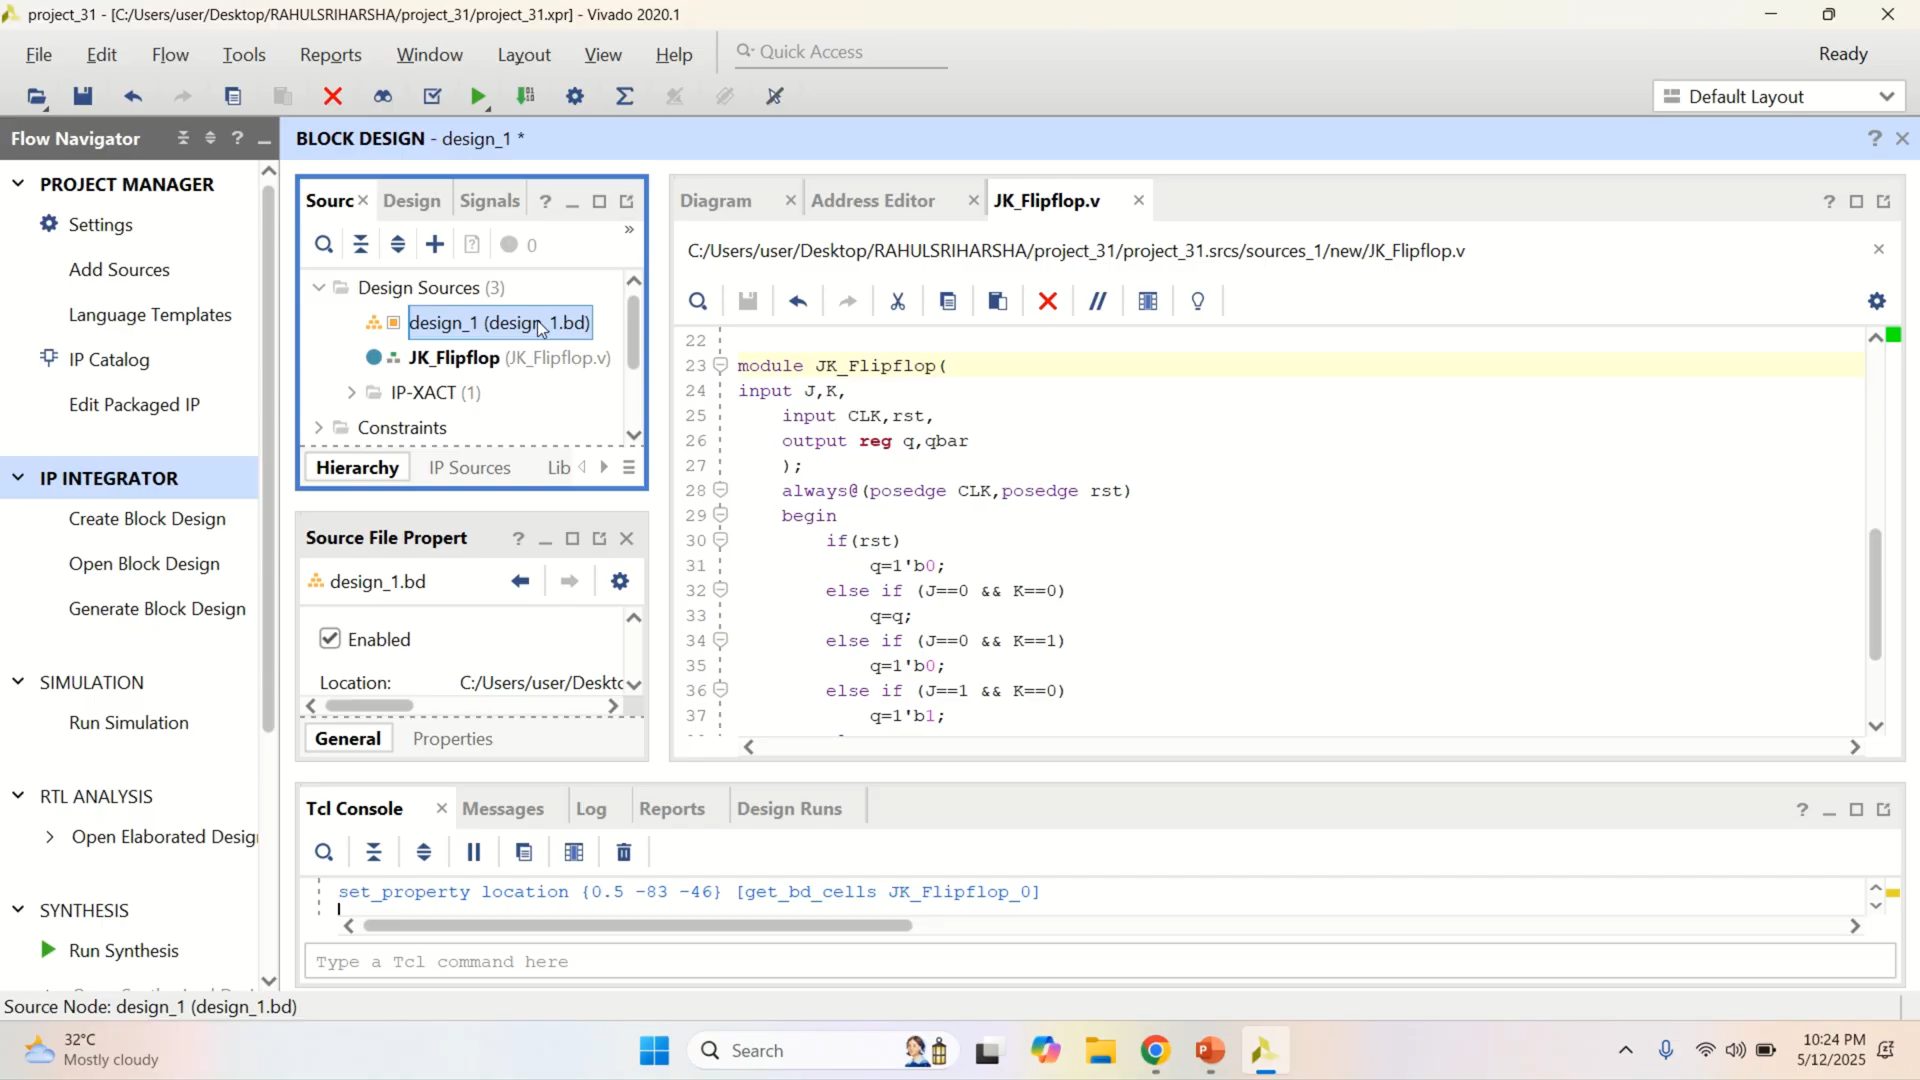 project_31 - [C:/Users/user/Desktop/RAHULSRIHARSHA/project_31/project_31.xpr] - Vivado 2020.1
File Edit Flow Tools Reports Window Layout View Help Quick Access Ready
Default Layout
Flow Navigator
BLOCK DESIGN - design_1 *
PROJECT MANAGER
Settings
Add Sources
Language Templates
IP Catalog
Edit Packaged IP
IP INTEGRATOR
Create Block Design
Open Block Design
Generate Block Design
SIMULATION
Run Simulation
RTL ANALYSIS
Open Elaborated Desig
SYNTHESIS
Run Synthesis
Sourc Design Signals
0
Design Sources (3)
design_1 (design_1.bd)
JK_Flipflop (JK_Flipflop.v)
IP-XACT (1)
Constraints
Hierarchy IP Sources Lib
Source File Propert
design_1.bd
Enabled
Location: C:/Users/user/Deskto
General Properties
Diagram Address Editor JK_Flipflop.v
C:/Users/user/Desktop/RAHULSRIHARSHA/project_31/project_31.srcs/sources_1/new/JK_Flipflop.v
22
23 module JK_Flipflop(
24 input J,K,
25 input CLK,rst,
26 output reg q,qbar
27 );
28 always@(posedge CLK,posedge rst)
29 begin
30 if(rst)
31 q=1'b0;
32 else if (J==0 && K==0)
33 q=q;
34 else if (J==0 && K==1)
35 q=1'b0;
36 else if (J==1 && K==0)
37 q=1'b1;
Tcl Console Messages Log Reports Design Runs
set_property location {0.5 -83 -46} [get_bd_cells JK_Flipflop_0]
Type a Tcl command here
Source Node: design_1 (design_1.bd)
32°C
Mostly cloudy
Search
10:24 PM
5/12/2025